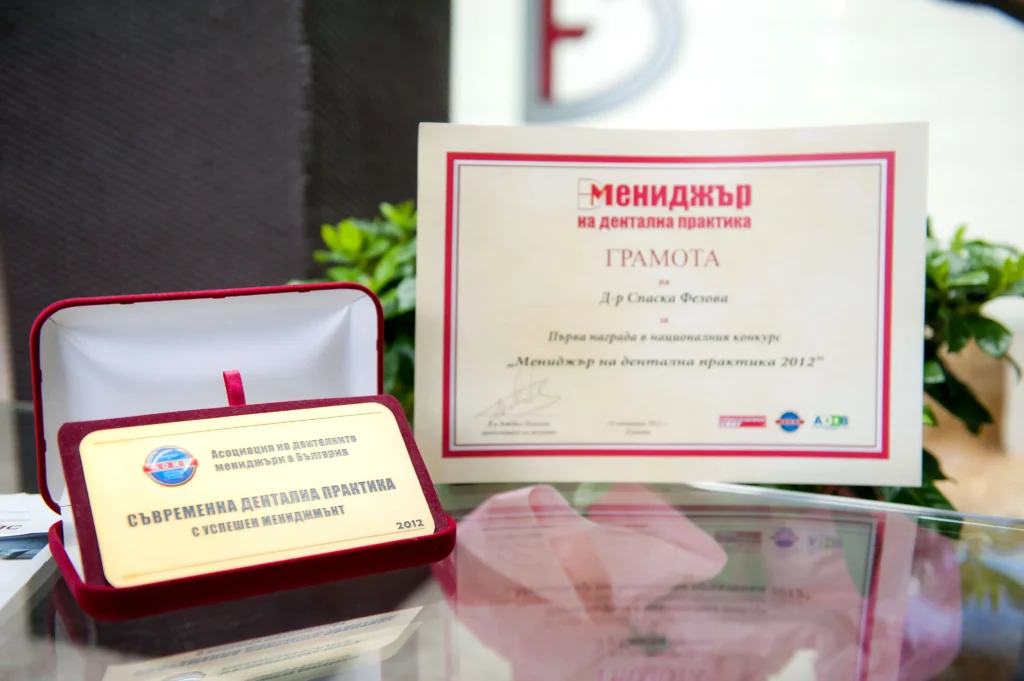 Асоциация на денталните
мениджъри в България
СЪВРЕМЕННА ДЕНТАЛНА ПРАКТИКА
С УСПЕШЕН МЕНИДЖМЪНТ
2012
мениджър
на дентална практика
ГРАМОТА
на
Д-р Спаска Фезова
за
Първа награда в националния конкурс
„Мениджър на дентална практика 2012"